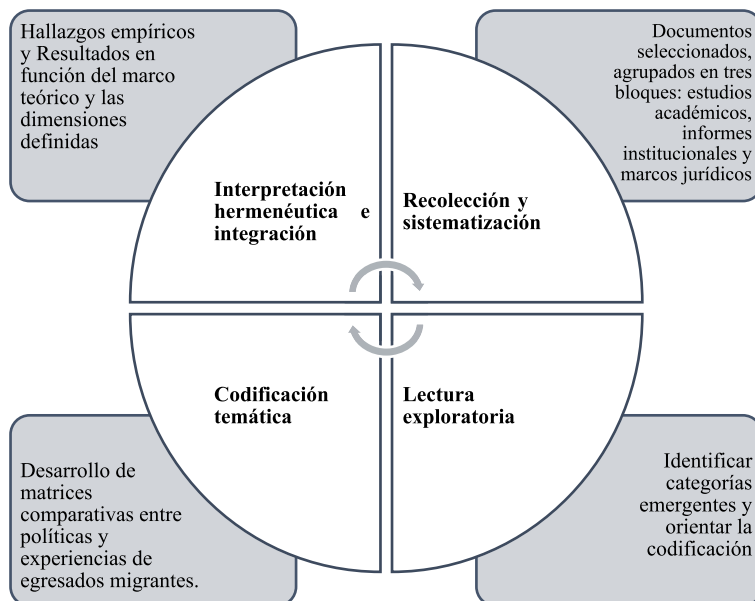 Hallazgos empíricos
y Resultados en
función del marco
teórico y las
dimensiones
definidas
Documentos
seleccionados,
agrupados en tres
bloques: estudios
académicos,
informes
institucionales y
marcos jurídicos
Interpretación
hermenéutica e
integración
Recolección y
sistematización
Codificación
temática
Lectura
exploratoria
Desarrollo de
matrices
comparativas entre
políticas y
experiencias de
egresados migrantes.
Identificar
categorías
emergentes y
orientar la
codificación